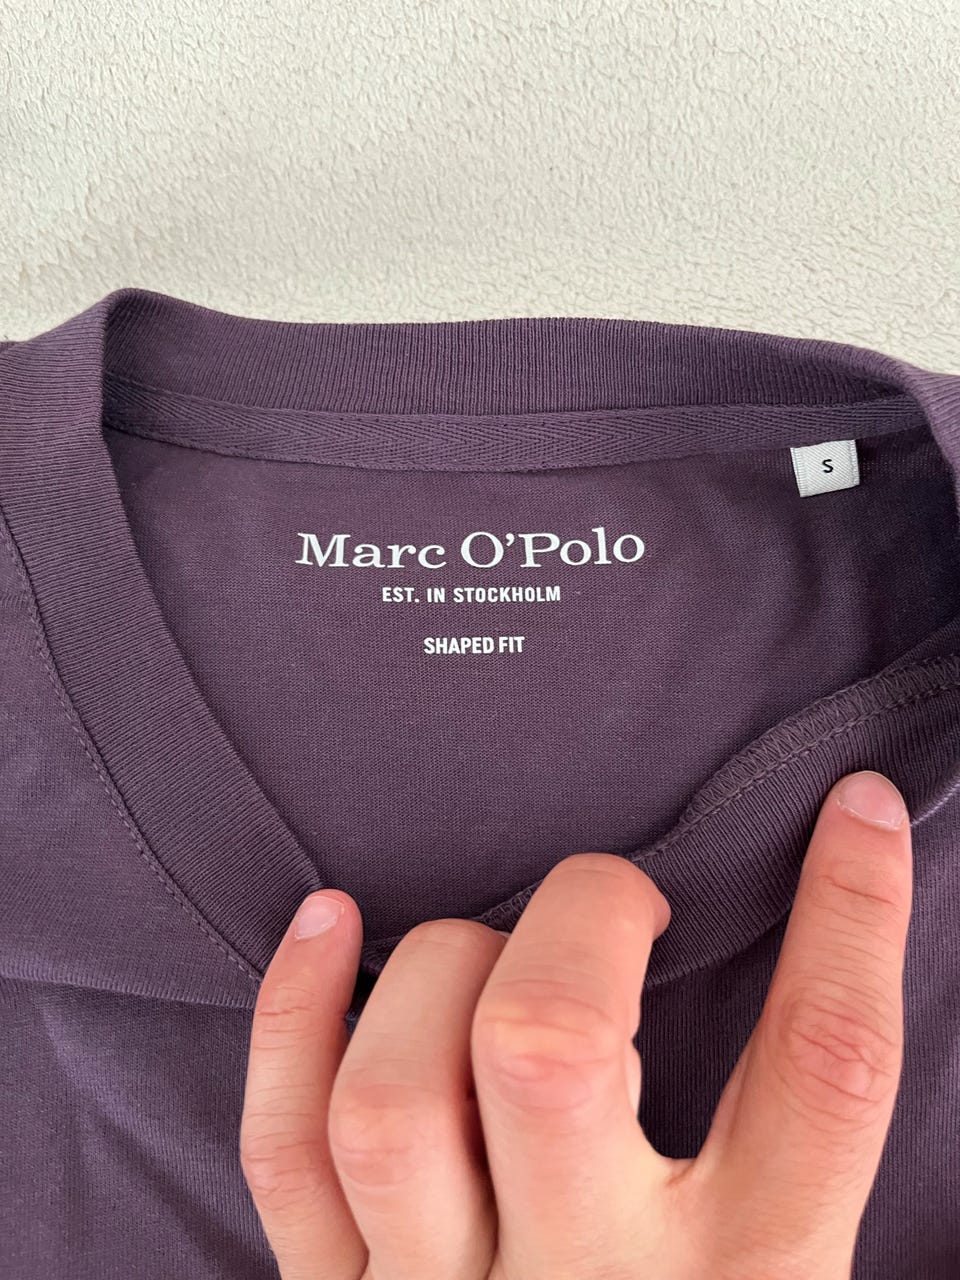 S
Marc O'Polo
EST. IN STOCKHOLM
SHAPED FIT